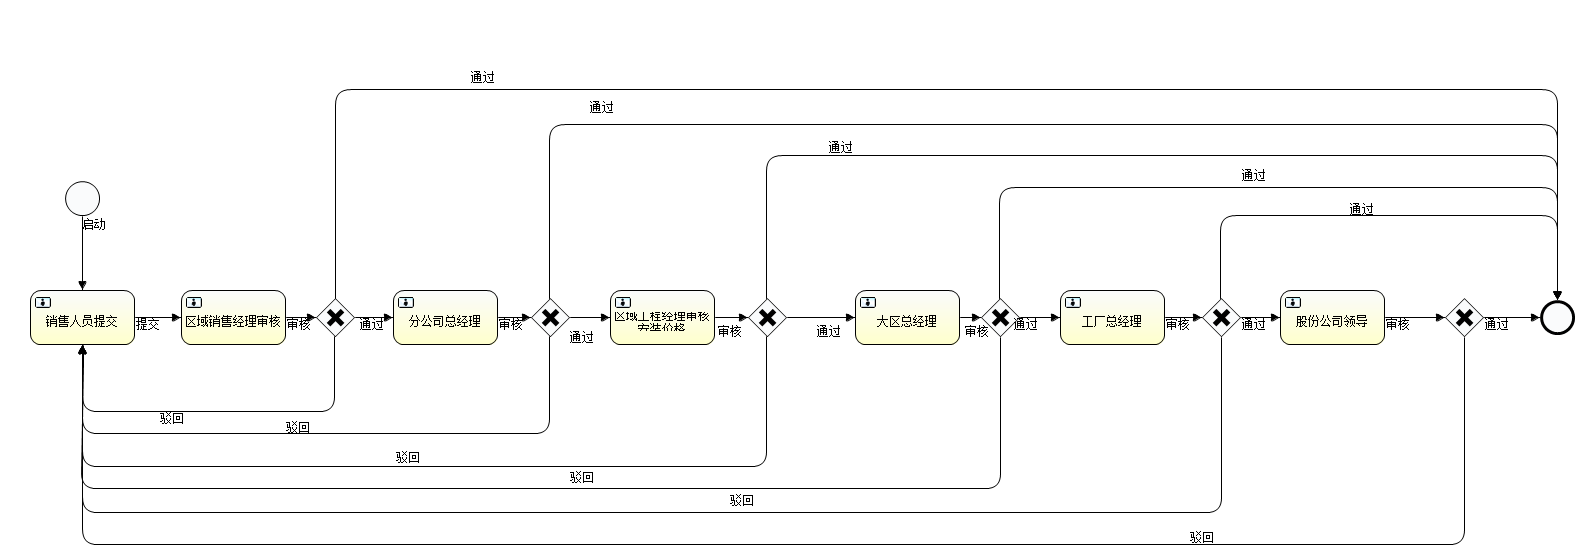 通过
通过
通过
通过
通过
启动
销售人员提交
提交
区域销售经理审核
审核
通过
分公司总经理
审核
通过
区域工程经理审核
安装价格
审核
通过
大区总经理
审核
通过
工厂总经理
审核
通过
股份公司领导
审核
通过
驳回
驳回
驳回
驳回
驳回
驳回